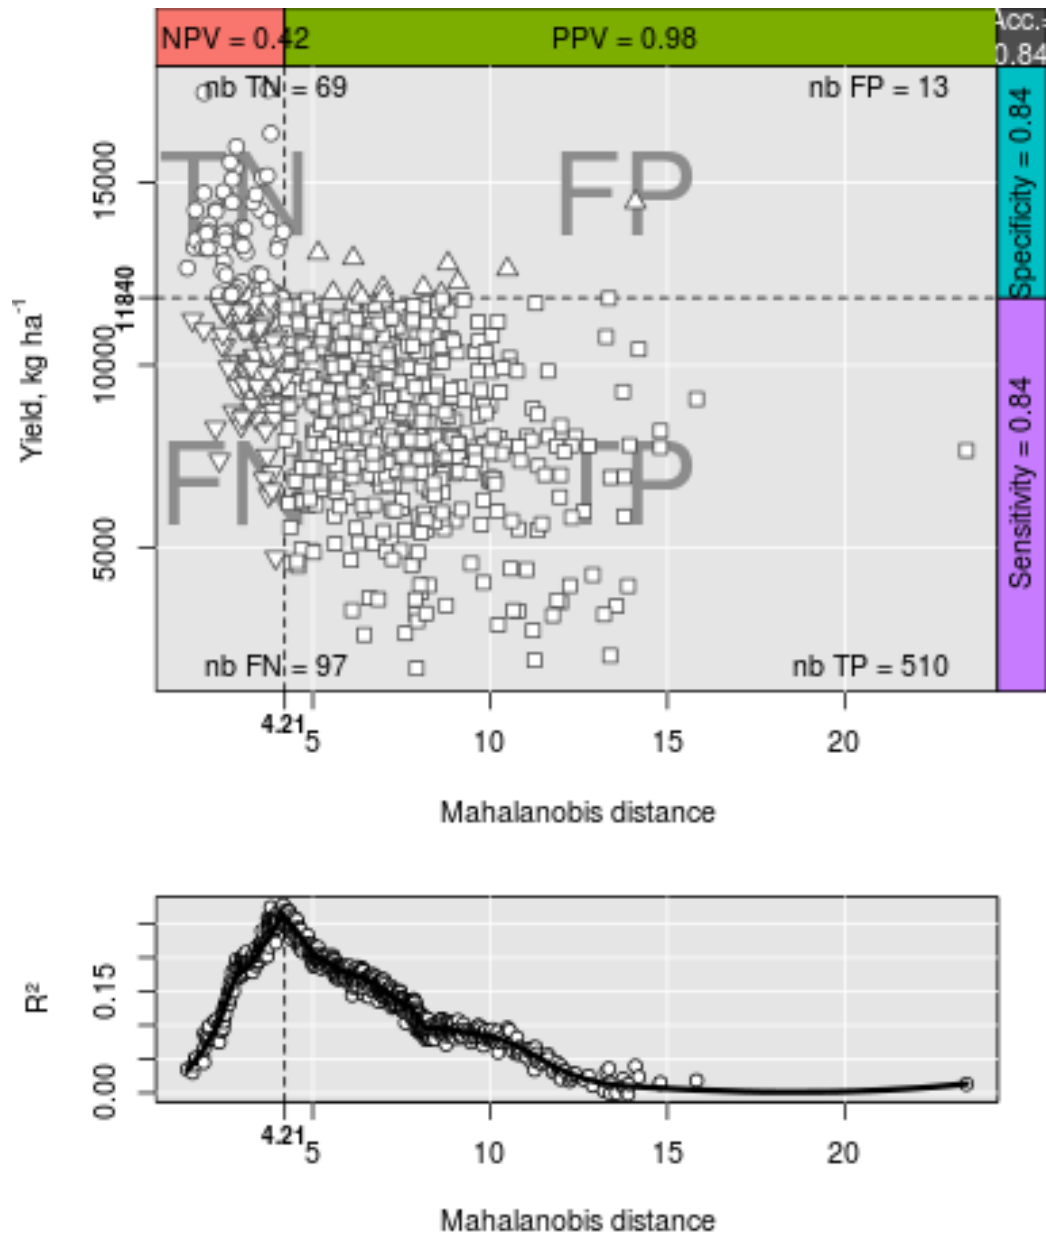 NPV = 0.42
PPV = 0.98
Acc.=
0.84
nb TN = 69
nb FP = 13
TN
FP
FN
TP
nb FN = 97
nb TP = 510
Specificity = 0.84
Sensitivity = 0.84
Yield, kg ha⁻¹
15000
11840
10000
5000
4.21
5
10
15
20
Mahalanobis distance
R²
0.15
0.00
4.21
5
10
15
20
Mahalanobis distance